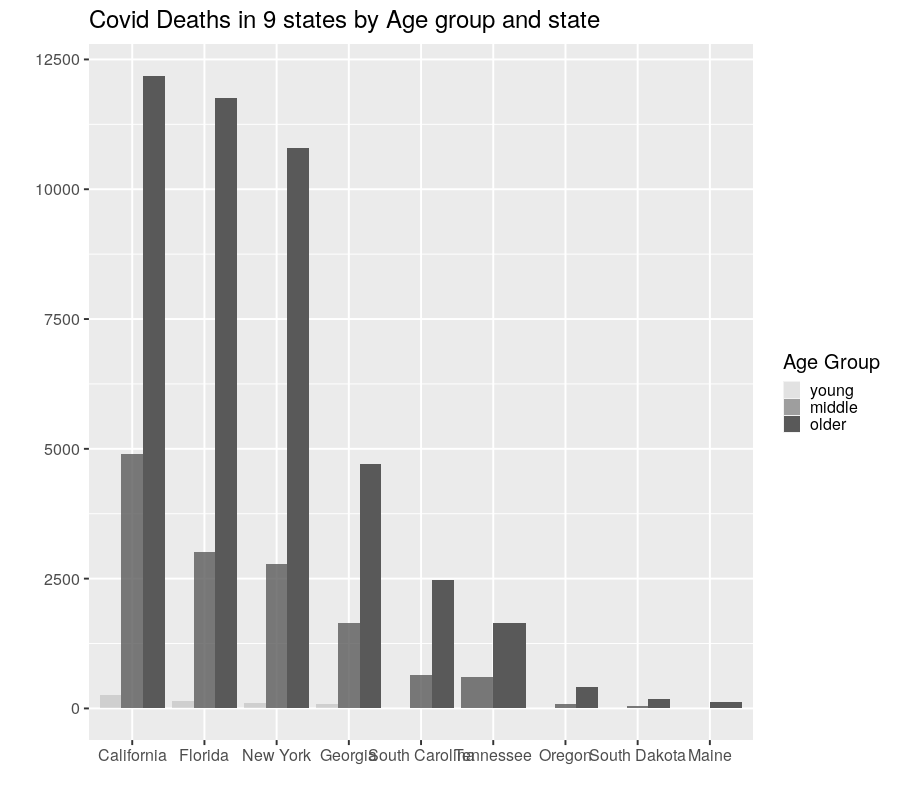 Covid Deaths in 9 states by Age group and state
12500
10000
7500
5000
2500
0
California Florida New York Georgia South Carolina Tennessee Oregon South Dakota Maine
Age Group
young
middle
older